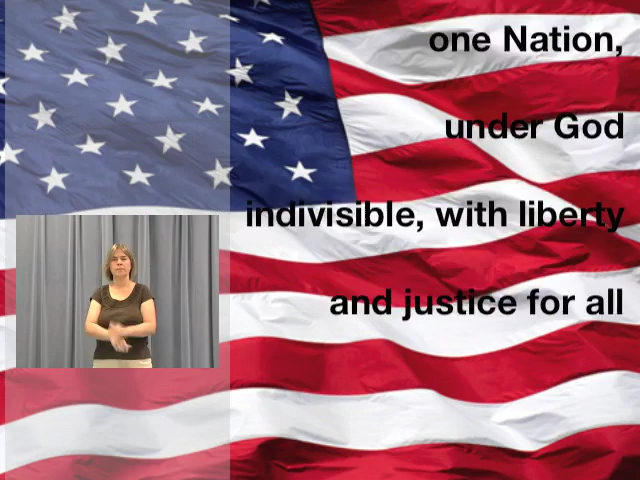 one Nation,
under God
indivisible, with liberty
and justice for all